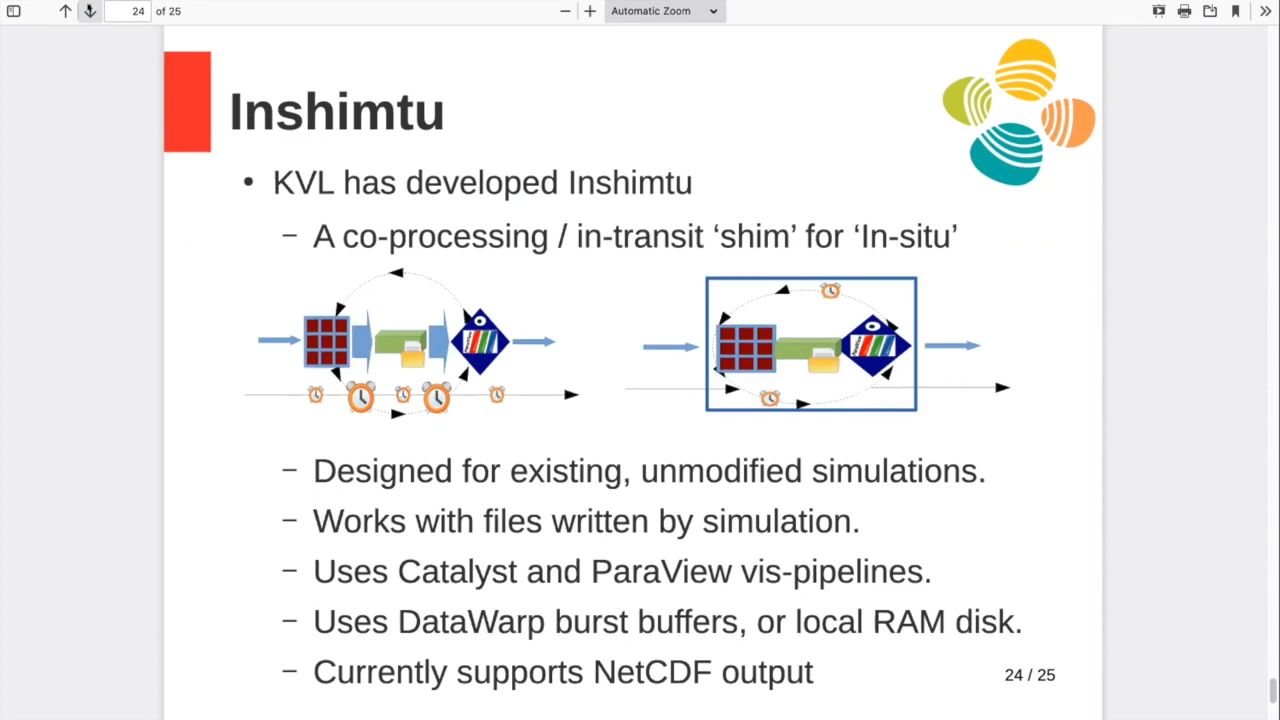 24 of 25
Automatic Zoom
Inshimtu
• KVL has developed Inshimtu
– A co-processing / in-transit ‘shim’ for ‘In-situ’
ParaView
ParaView
– Designed for existing, unmodified simulations.
– Works with files written by simulation.
– Uses Catalyst and ParaView vis-pipelines.
– Uses DataWarp burst buffers, or local RAM disk.
– Currently supports NetCDF output
24 / 25